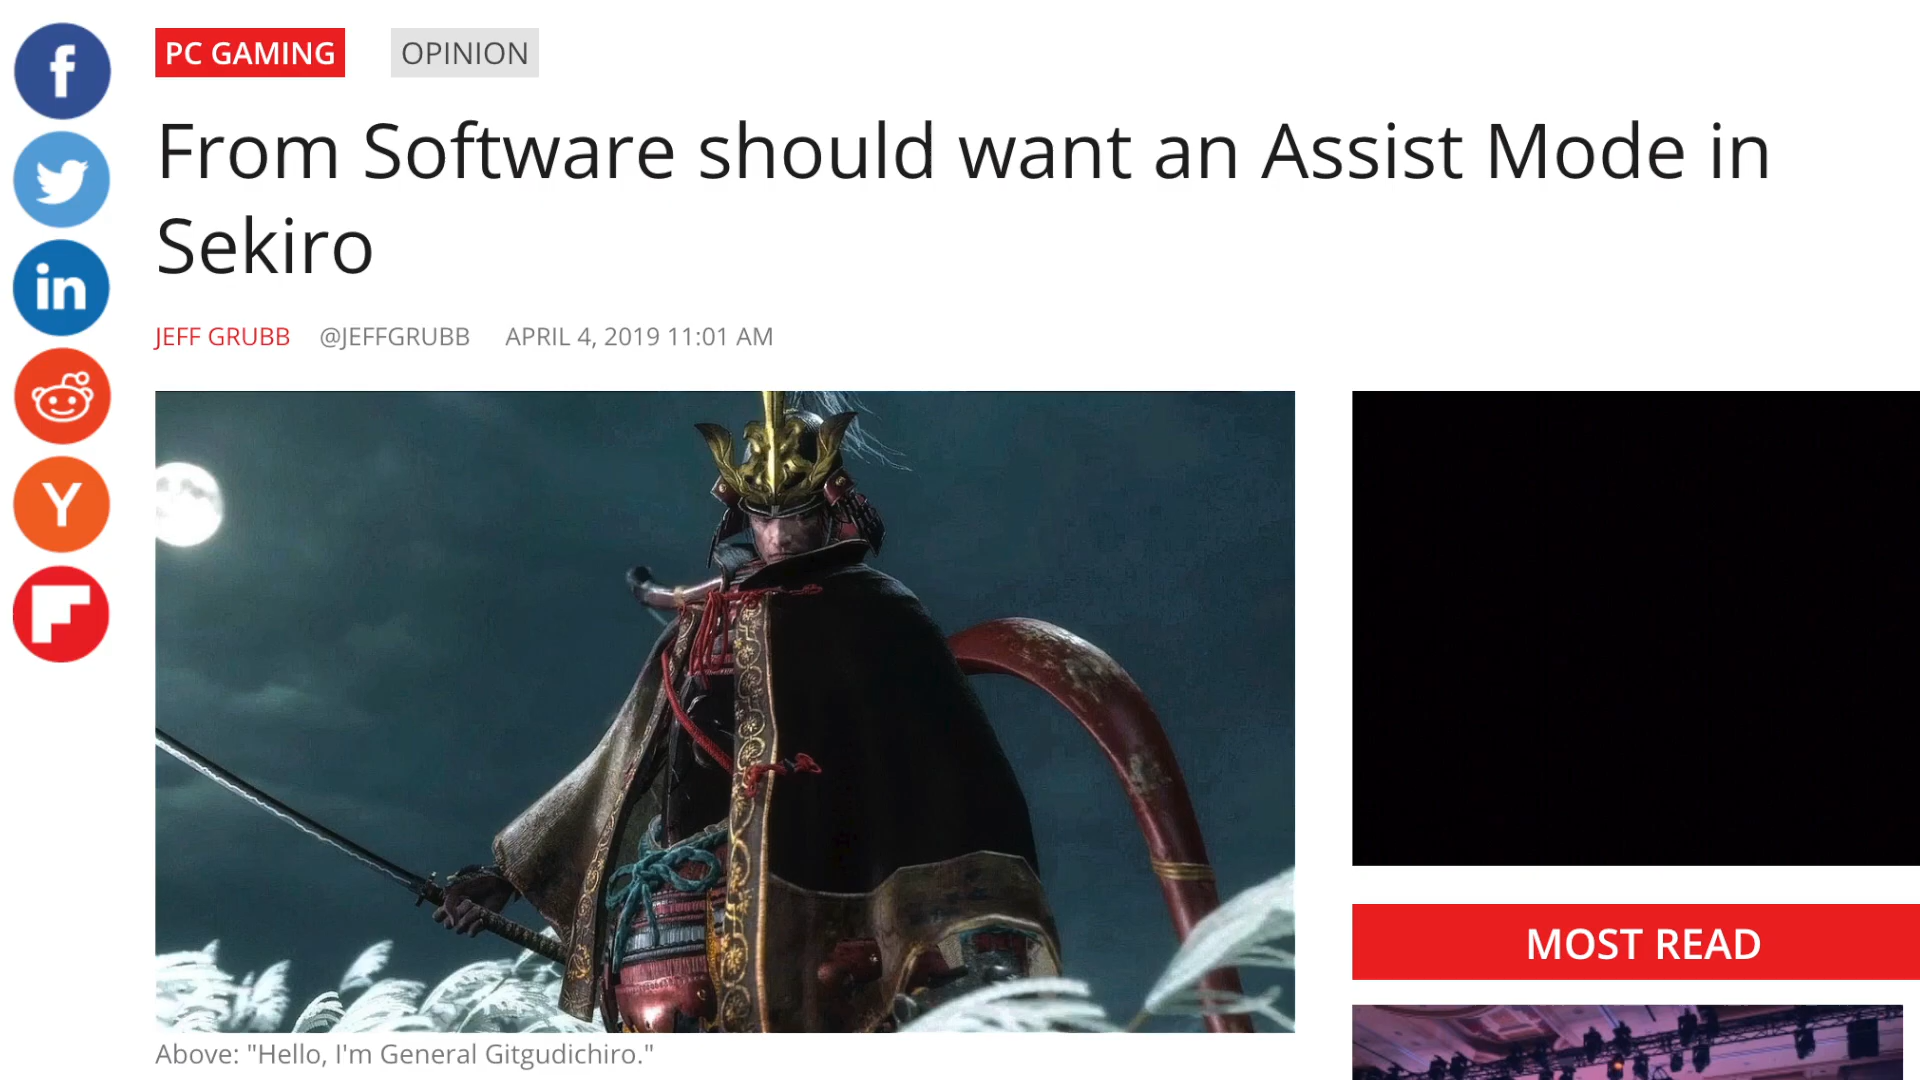 PC GAMING OPINION
From Software should want an Assist Mode in
Sekiro
JEFF GRUBB @JEFFGRUBB APRIL 4, 2019 11:01 AM
MOST READ
Above: "Hello, I'm General Gitgudichiro."